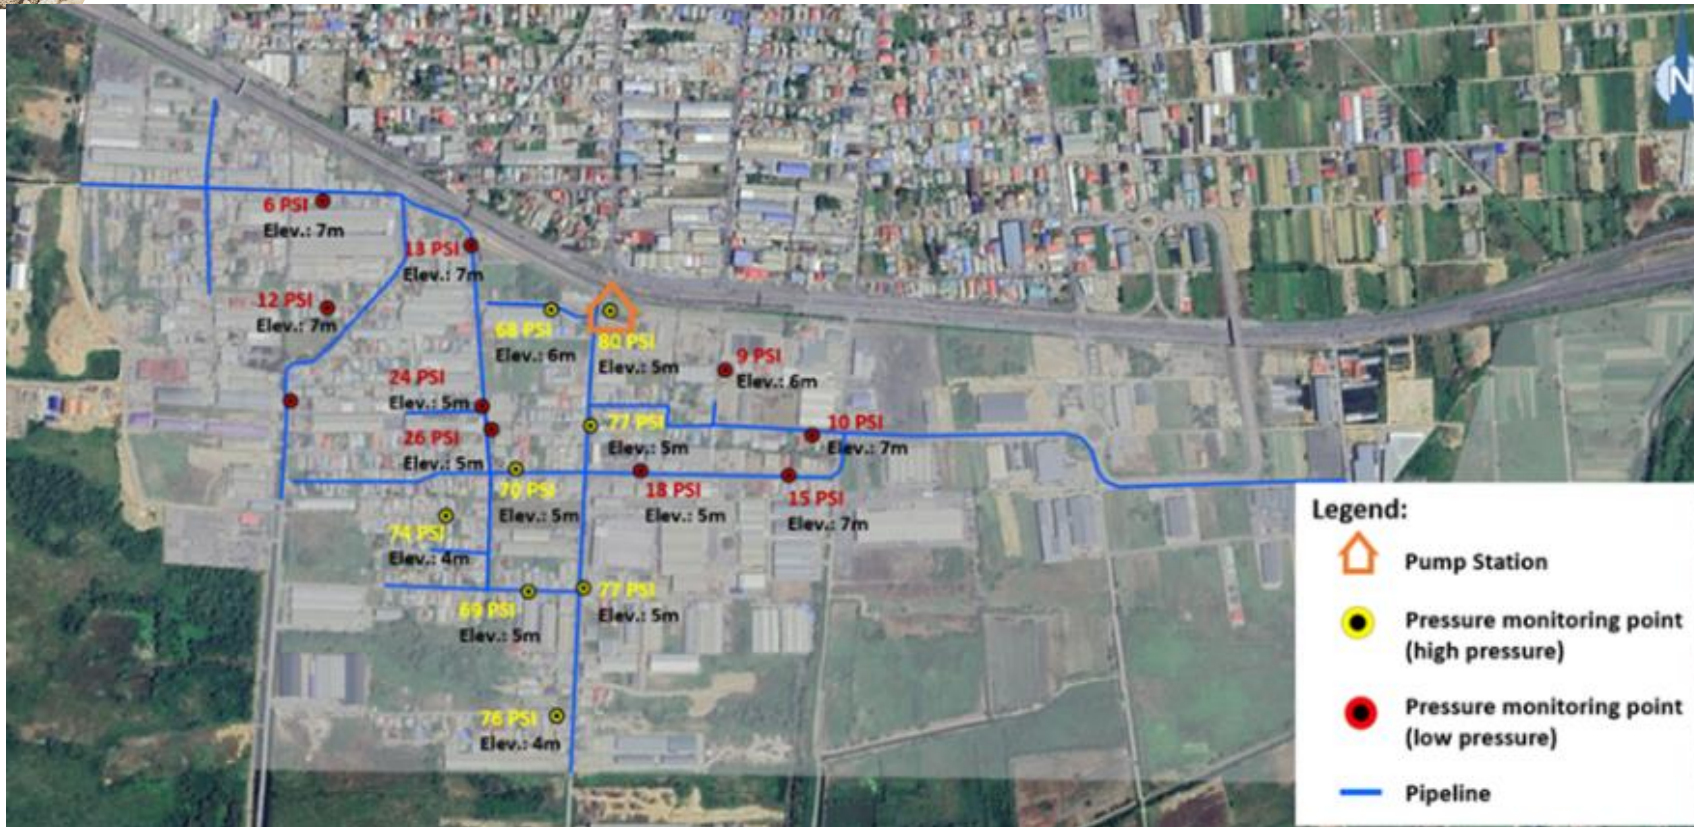 N
6 PSI
Elev.: 7m
13 PSI
Elev.: 7m
12 PSI
Elev.: 7m
68 PSI
Elev.: 6m
80 PSI
Elev.: 5m
9 PSI
Elev.: 6m
24 PSI
Elev.: 5m
77 PSI
Elev.: 5m
10 PSI
Elev.: 7m
26 PSI
Elev.: 5m
70 PSI
Elev.: 5m
18 PSI
Elev.: 5m
15 PSI
Elev.: 7m
74 PSI
Elev.: 4m
69 PSI
Elev.: 5m
77 PSI
Elev.: 5m
76 PSI
Elev.: 4m
Legend:
Pump Station
Pressure monitoring point
(high pressure)
Pressure monitoring point
(low pressure)
Pipeline